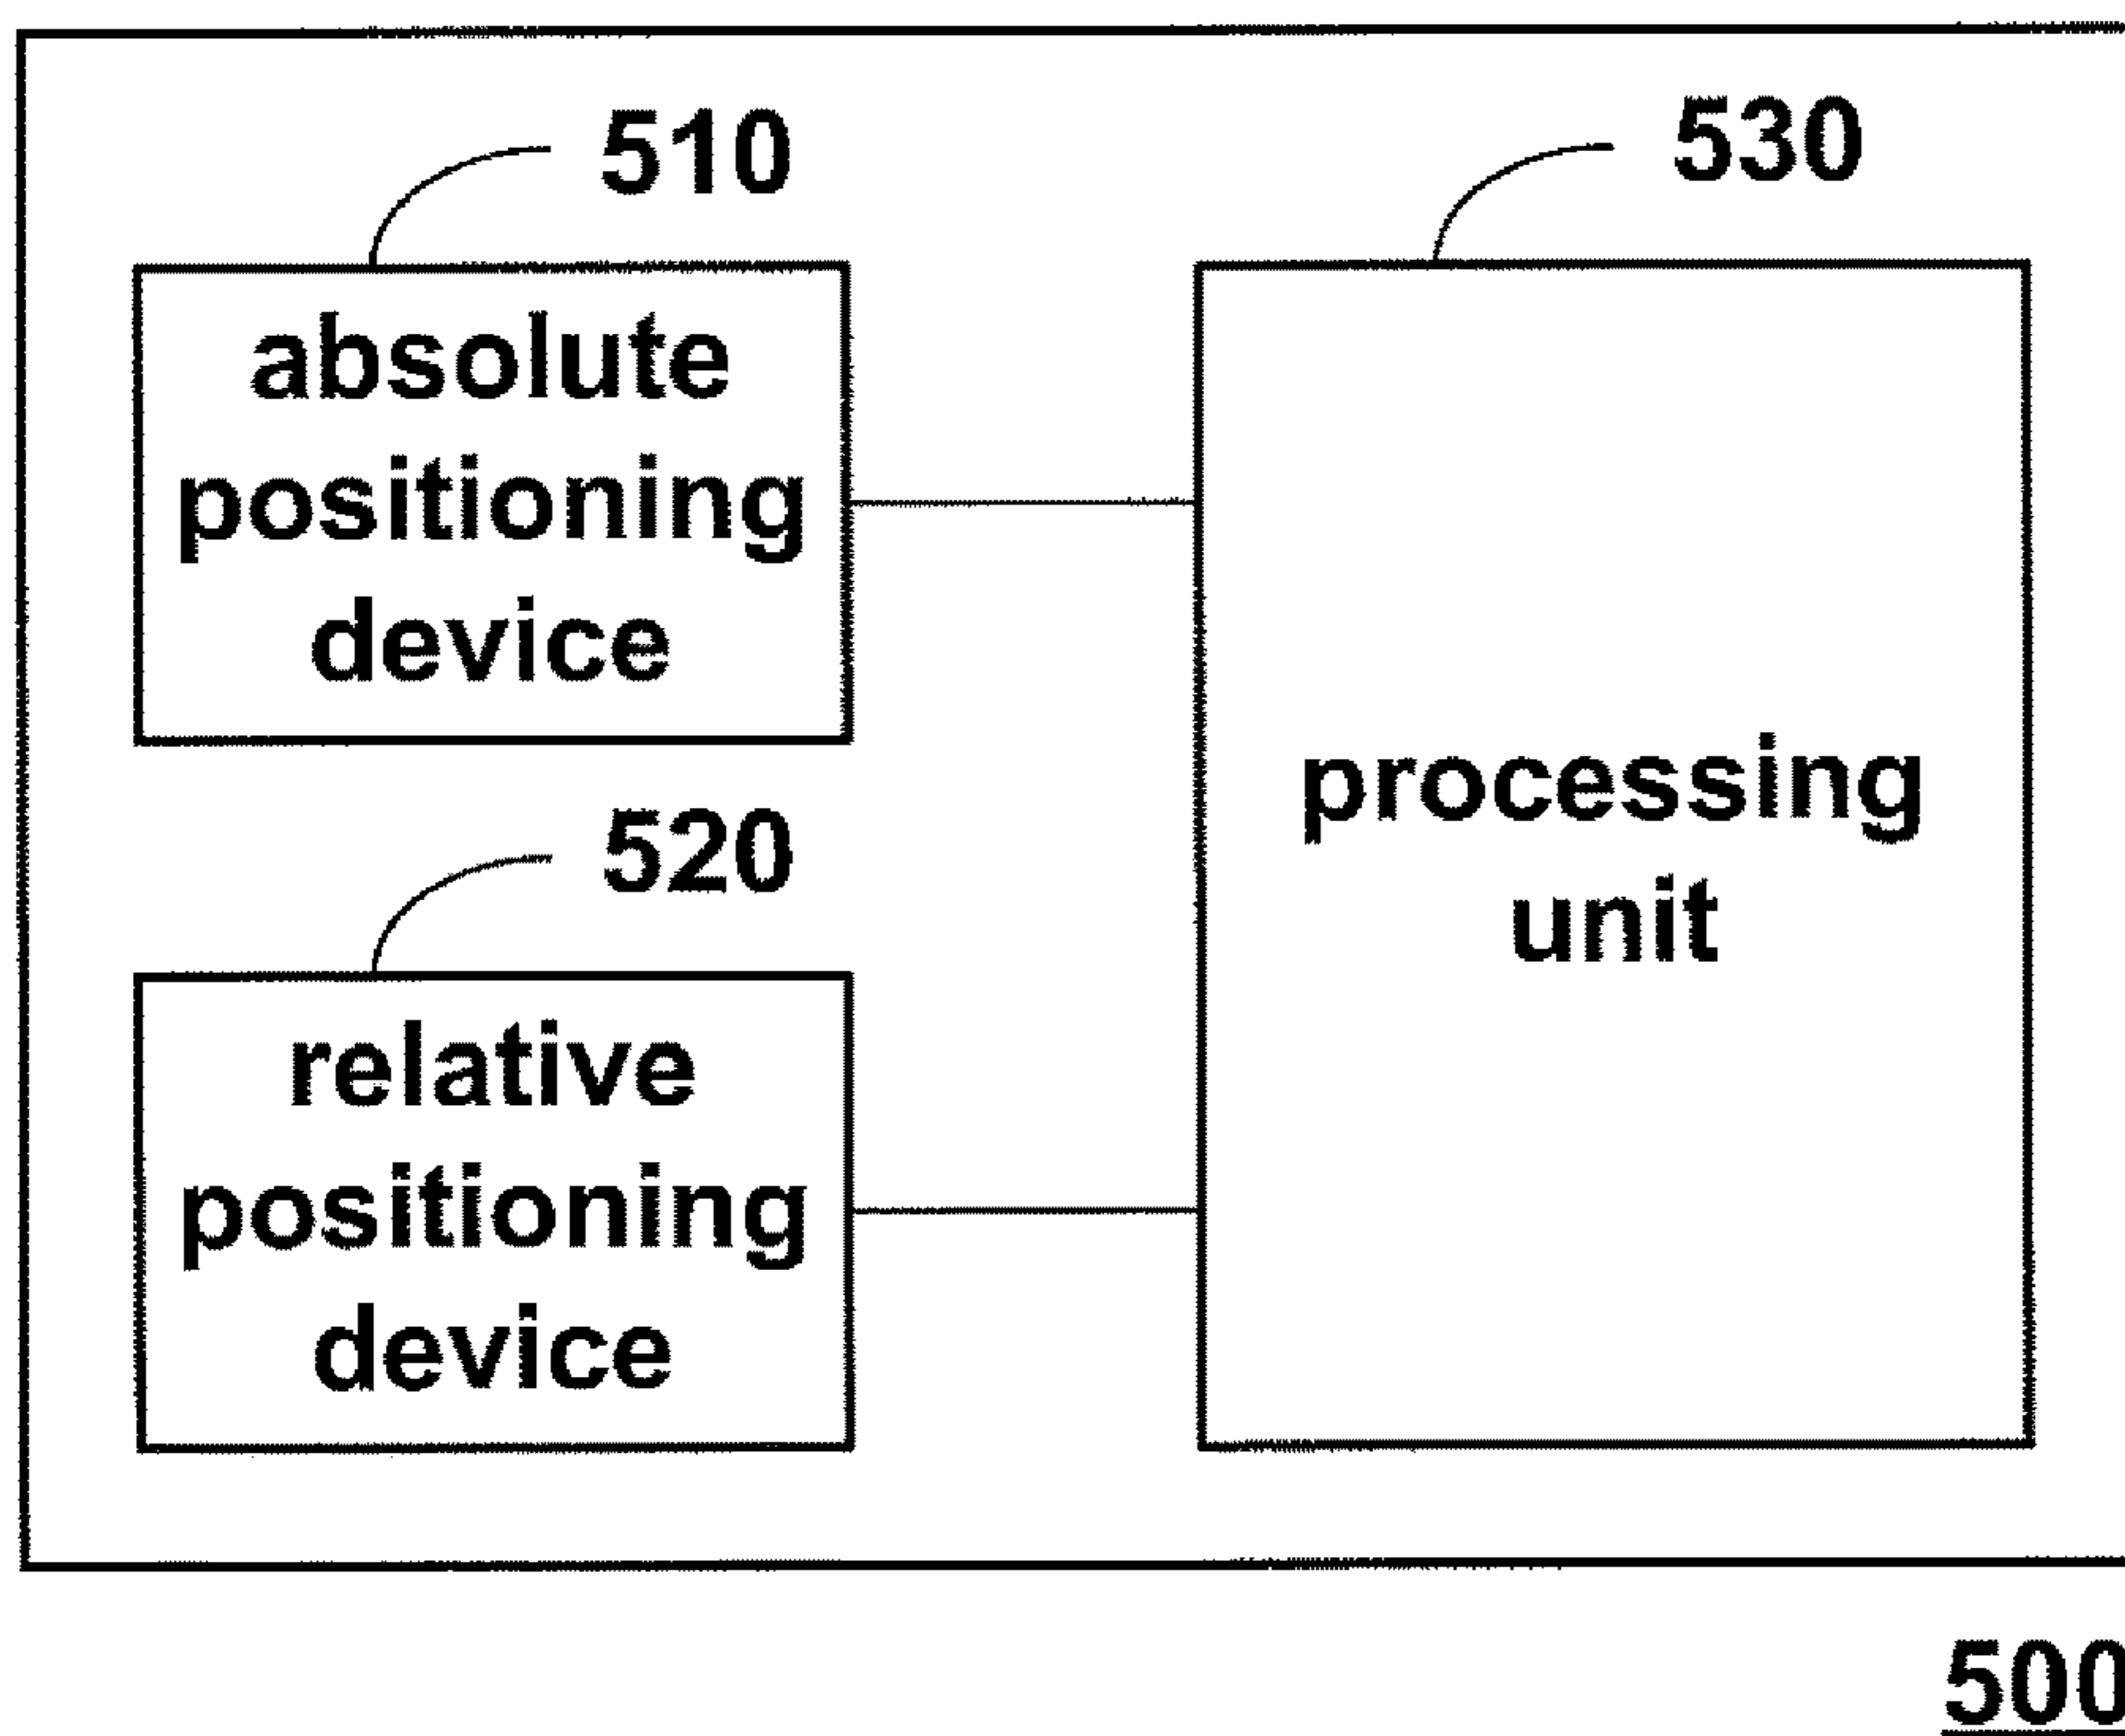 510
530
absolute
positioning
device
processing
unit
520
relative
positioning
device
500